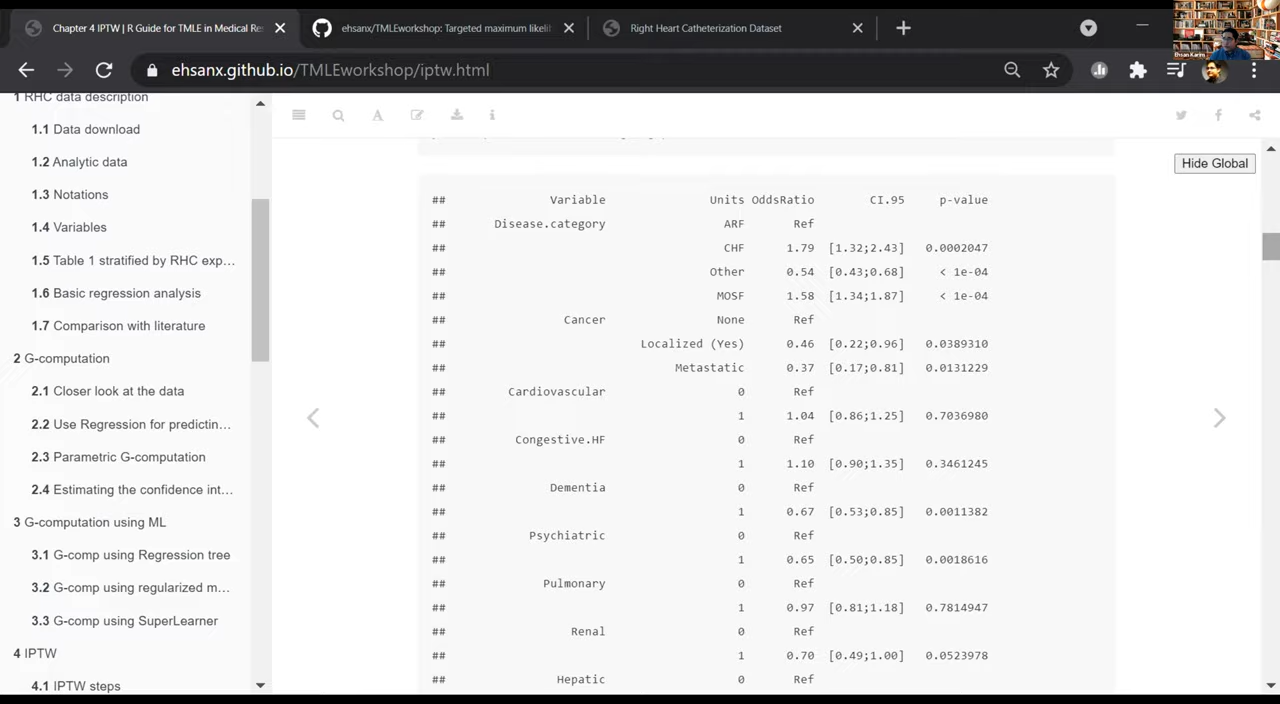 Chapter 4 IPTW | R Guide for TMLE in Medical Re
ehsanx/TMLEworkshop: Targeted maximum likeli
Right Heart Catheterization Dataset
Ehsan Karim
ehsanx.github.io/TMLEworkshop/iptw.html
1 RHC data description
1.1 Data download
1.2 Analytic data
1.3 Notations
1.4 Variables
1.5 Table 1 stratified by RHC exp…
1.6 Basic regression analysis
1.7 Comparison with literature
2 G-computation
2.1 Closer look at the data
2.2 Use Regression for predictin…
2.3 Parametric G-computation
2.4 Estimating the confidence int…
3 G-computation using ML
3.1 G-comp using Regression tree
3.2 G-comp using regularized m…
3.3 G-comp using SuperLearner
4 IPTW
4.1 IPTW steps
Hide Global
## Variable Units OddsRatio CI.95 p-value
## Disease.category ARF Ref
## CHF 1.79 [1.32;2.43] 0.0002047
## Other 0.54 [0.43;0.68] < 1e-04
## MOSF 1.58 [1.34;1.87] < 1e-04
## Cancer None Ref
## Localized (Yes) 0.46 [0.22;0.96] 0.0389310
## Metastatic 0.37 [0.17;0.81] 0.0131229
## Cardiovascular 0 Ref
## 1 1.04 [0.86;1.25] 0.7036980
## Congestive.HF 0 Ref
## 1 1.10 [0.90;1.35] 0.3461245
## Dementia 0 Ref
## 1 0.67 [0.53;0.85] 0.0011382
## Psychiatric 0 Ref
## 1 0.65 [0.50;0.85] 0.0018616
## Pulmonary 0 Ref
## 1 0.97 [0.81;1.18] 0.7814947
## Renal 0 Ref
## 1 0.70 [0.49;1.00] 0.0523978
## Hepatic 0 Ref